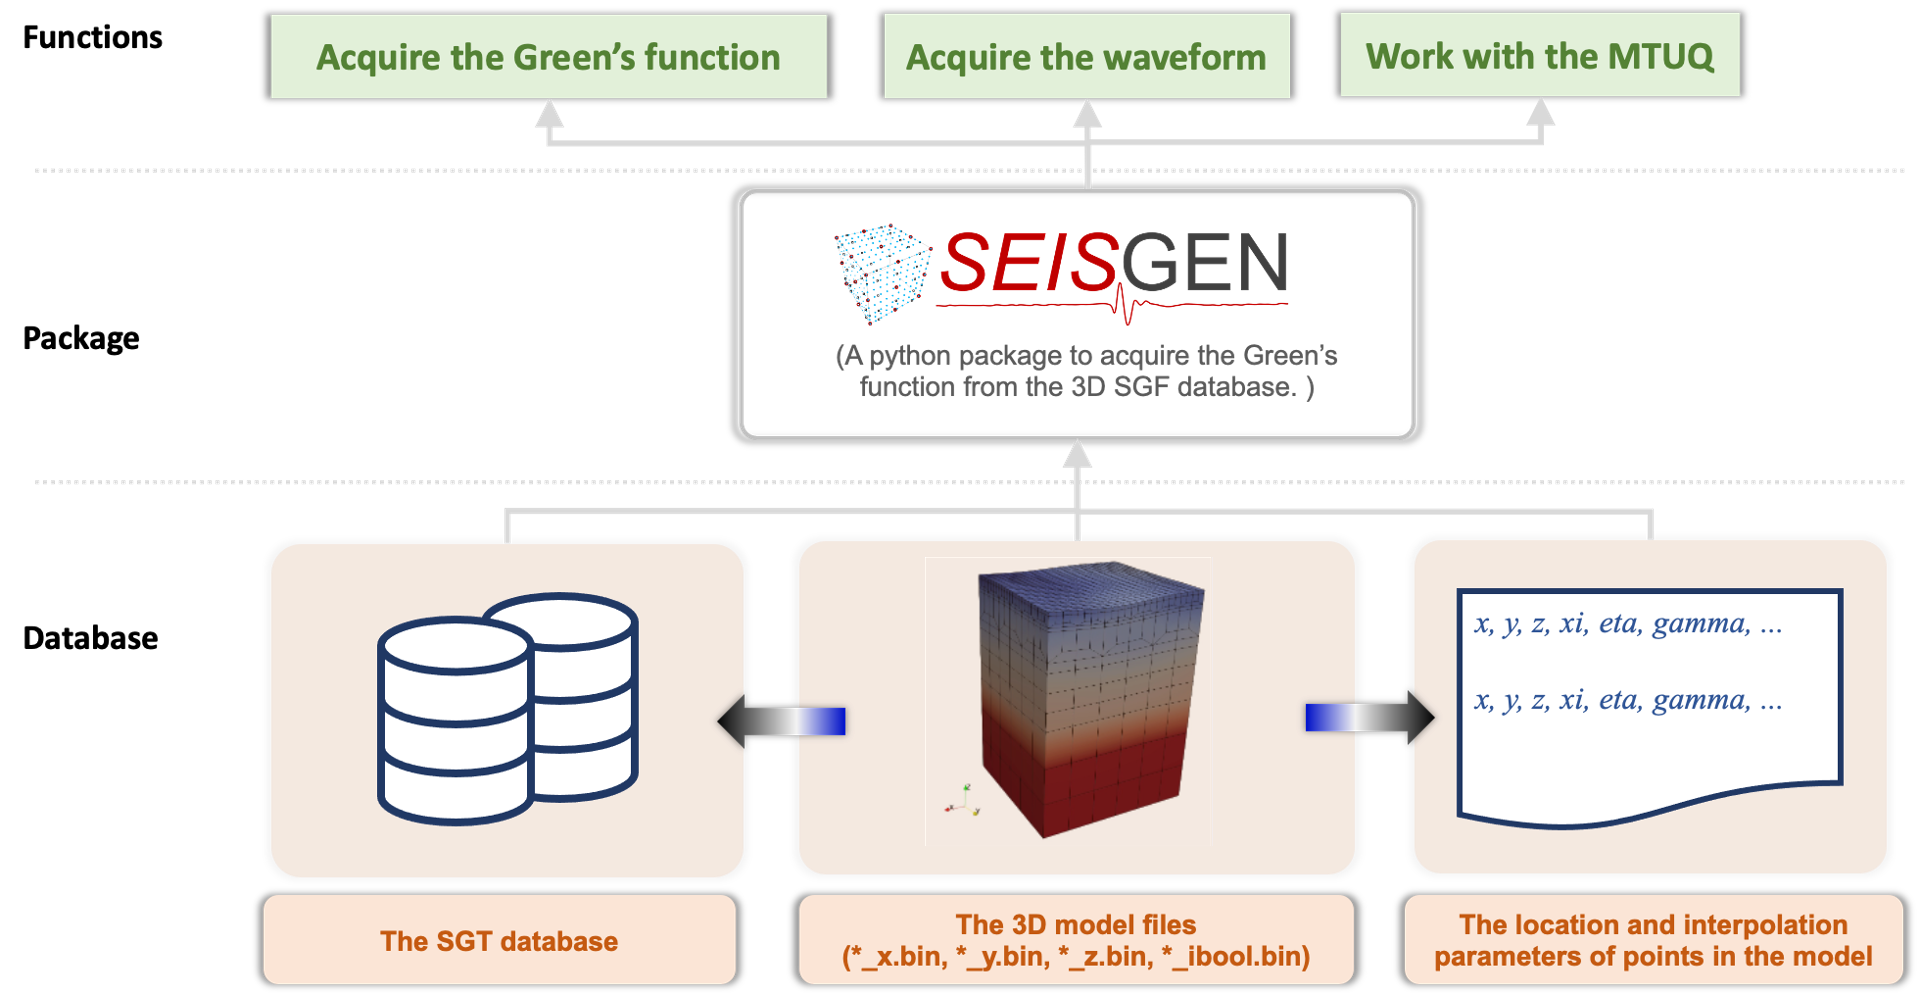 Functions
Acquire the Green's function
Acquire the waveform
Work with the MTUQ
Package
SEISGEN
(A python package to acquire the Green's
function from the 3D SGF database. )
Database
x, y, z, xi, eta, gamma, ...
x, y, z, xi, eta, gamma, ...
The SGT database
The 3D model files
(*_x.bin, *_y.bin, *_z.bin, *_ibool.bin)
The location and interpolation
parameters of points in the model